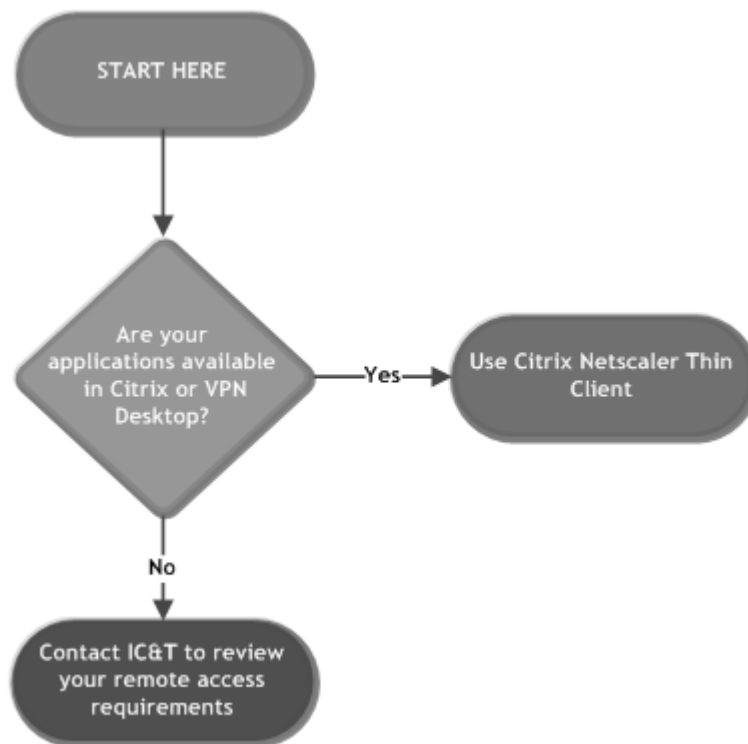 START HERE
Are your
applications available
in Citrix or VPN
Desktop?
Yes
Use Citrix Netscaler Thin
Client
No
Contact IC&T to review
your remote access
requirements